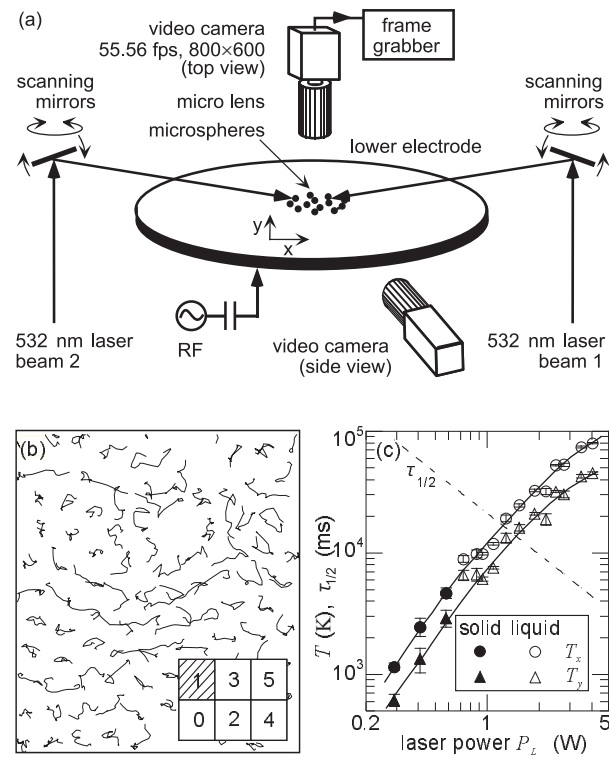 (a)
video camera
55.56 fps, 800×600
(top view)
frame
grabber
scanning
mirrors
scanning
mirrors
micro lens
microspheres
lower electrode
y
x
532 nm laser
beam 2
RF
video camera
(side view)
532 nm laser
beam 1
(b)
1 3 5
0 2 4
(c)
τ1/2
T (K), τ1/2 (ms)
10^5
10^4
10^3
solid liquid
Tx
Ty
0.2 1 5
laser power P_L (W)